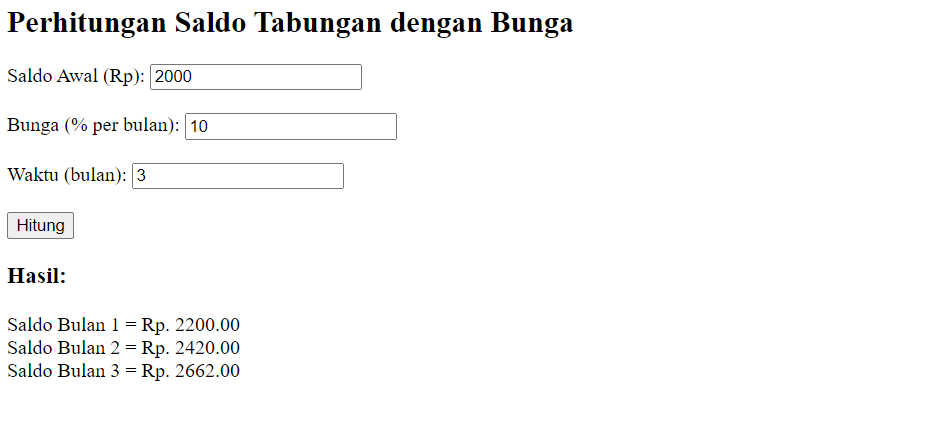 Perhitungan Saldo Tabungan dengan Bunga
Saldo Awal (Rp): 2000
Bunga (% per bulan): 10
Waktu (bulan): 3
Hitung
Hasil:
Saldo Bulan 1 = Rp. 2200.00
Saldo Bulan 2 = Rp. 2420.00
Saldo Bulan 3 = Rp. 2662.00